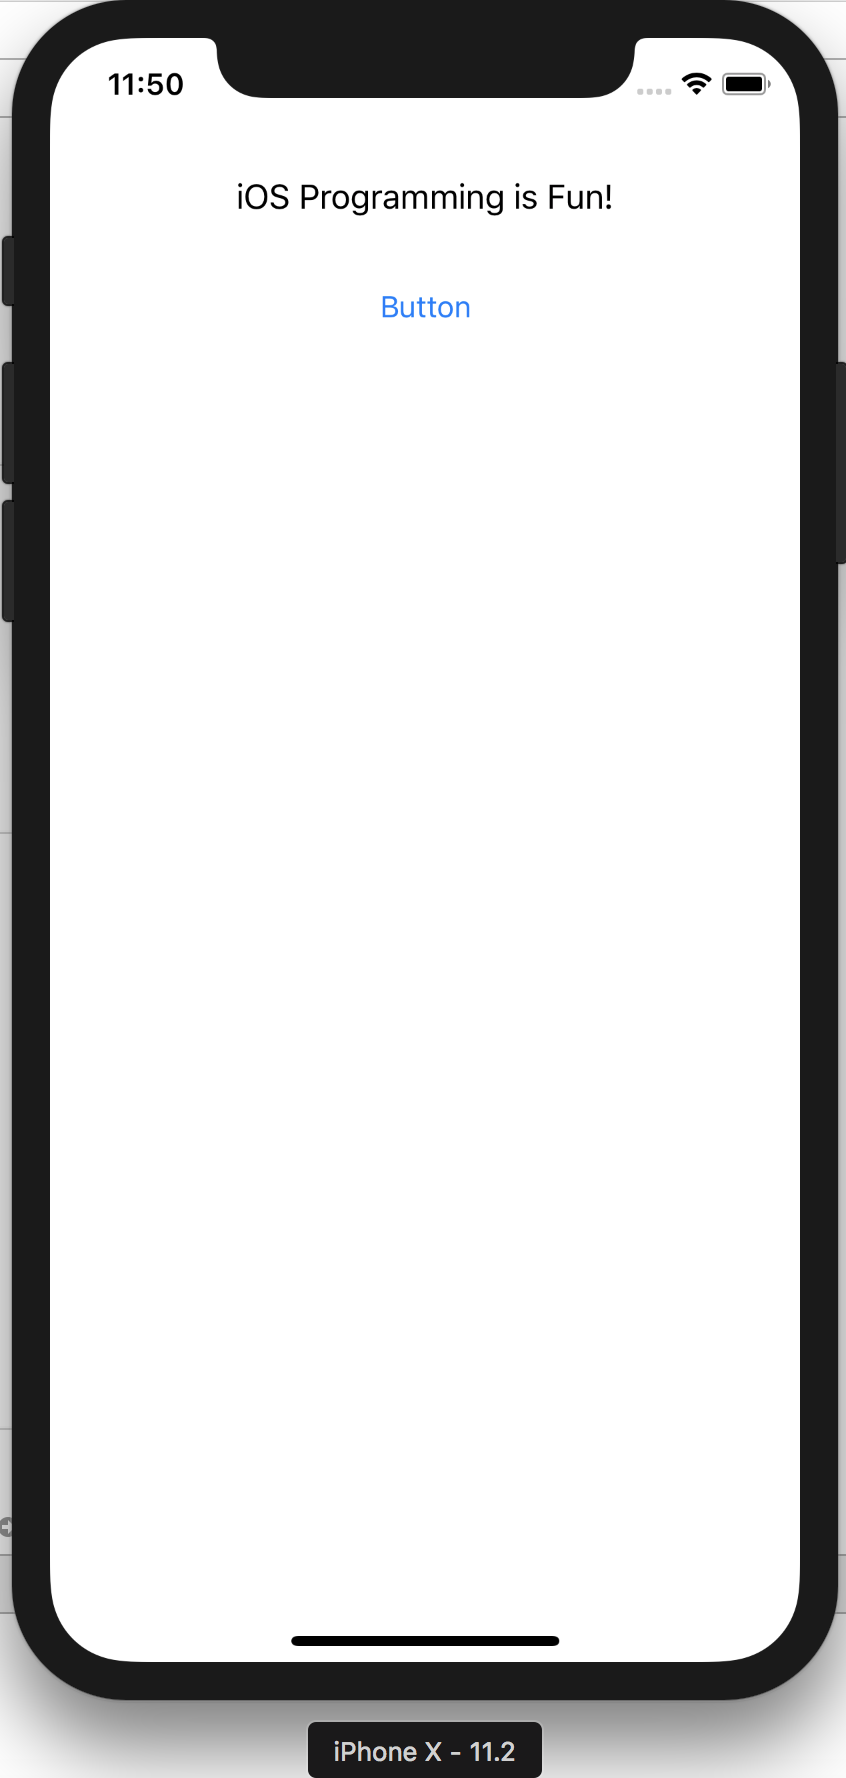 11:50
iOS Programming is Fun!
Button
iPhone X - 11.2